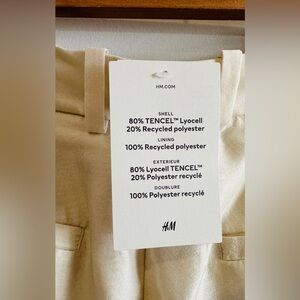 HM.COM
SHELL
80% TENCEL™ Lyocell
20% Recycled polyester
LINING
100% Recycled polyester
EXTERIEUR
80% Lyocell TENCEL™
20% Polyester recyclé
DOUBLURE
100% Polyester recyclé
H&M